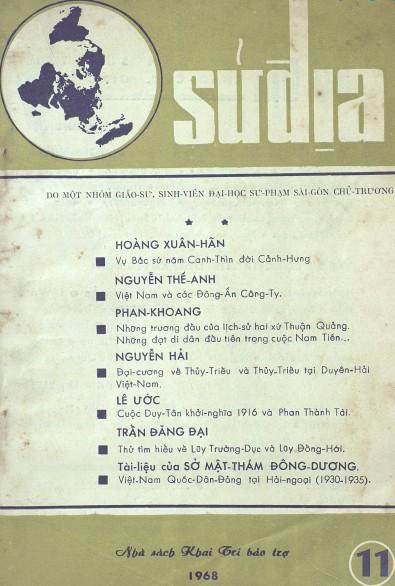 sửđịa
DO MỘT NHÓM GIÁO-SƯ, SINH-VIÊN ĐẠI-HỌC SƯ-PHẠM SÀI-GÒN CHỦ-TRƯƠNG
HOÀNG XUÂN-HÃN
Vụ Bắc sứ năm Canh-Thìn đời Cảnh-Hưng
NGUYỄN THẾ-ANH
Việt Nam và các Đông-Ấn Công-Ty.
PHAN-KHOANG
Những trương đầu của lịch-sử hai xứ Thuận Quảng.
Những đợt di dân đầu tiên trong cuộc Nam Tiến...
NGUYỄN HẢI
Đại-cương về Thủy-Triều và Thủy-Triều tại Duyên-Hải
Việt-Nam.
LÊ ƯỚC
Cuộc Duy-Tân khởi-nghĩa 1916 và Phan Thành Tài.
TRẦN ĐĂNG ĐẠI
Thử tìm hiểu về Lũy Trường-Dục và Lũy Đồng-Hới.
Tài-liệu của SỞ MẬT-THÁM ĐÔNG-DƯƠNG.
Việt-Nam Quốc-Dân-Đảng tại Hải-ngoại (1930-1935).
Nhà sách Khai Trí bảo trợ
1968
11